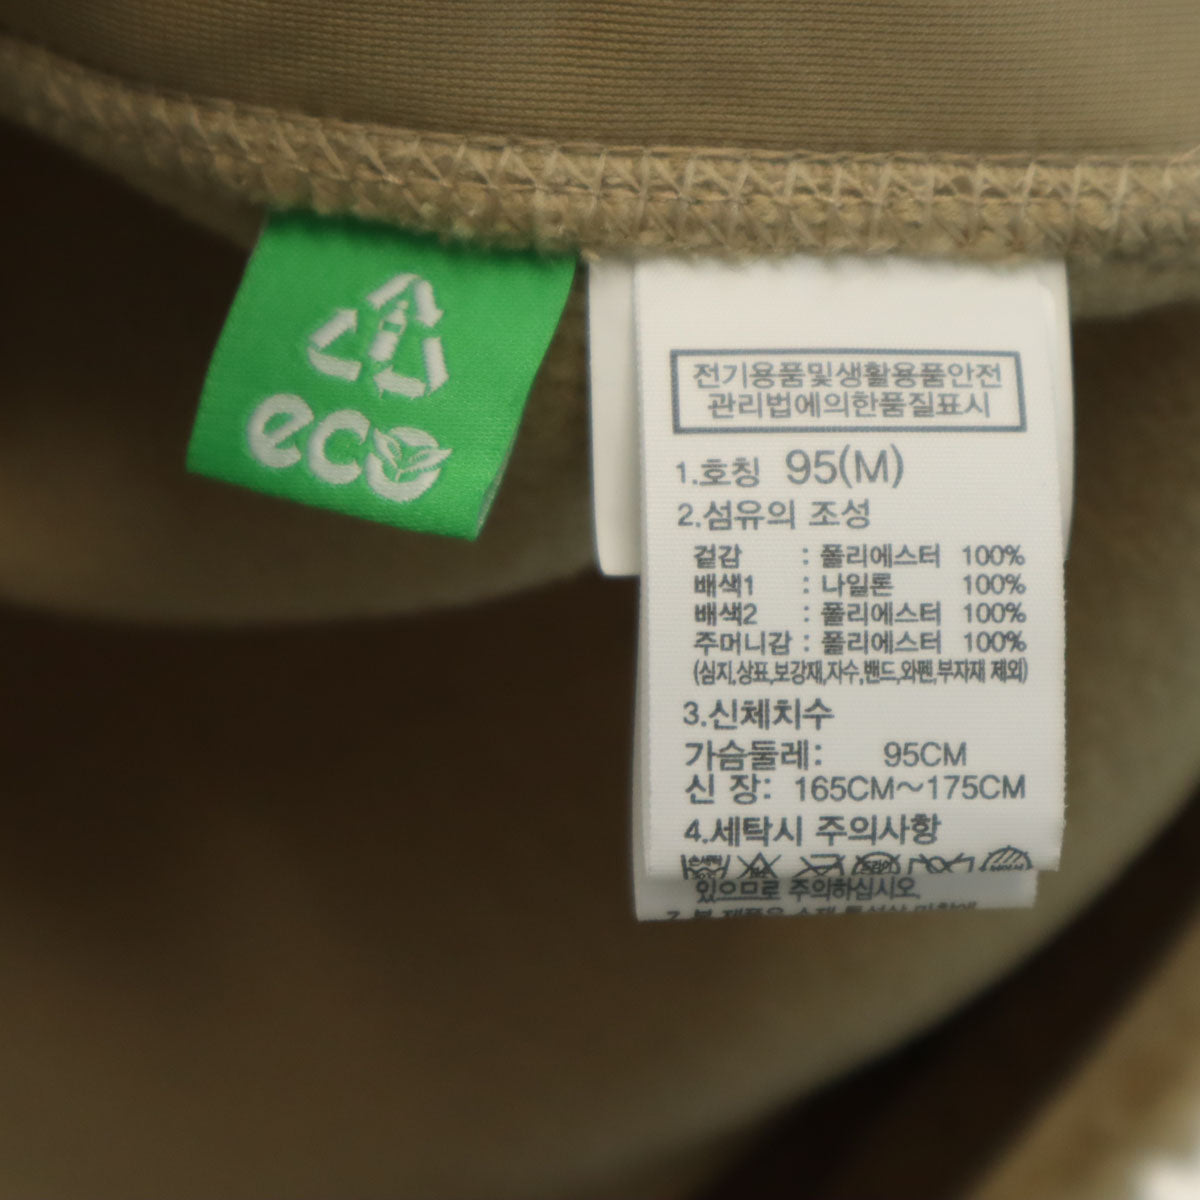 eco
전기용품및생활용품안전
관리법에의한품질표시
1.호칭 95(M)
2.섬유의 조성
겉감 : 폴리에스터 100%
배색1 : 나일론 100%
배색2 : 폴리에스터 100%
주머니감 : 폴리에스터 100%
(심지,상표,보강재,자수,밴드,와펜,부자재 제외)
3.신체치수
가슴둘레: 95CM
신 장: 165CM~175CM
4.세탁시 주의사항
있으므로 주의하십시오.